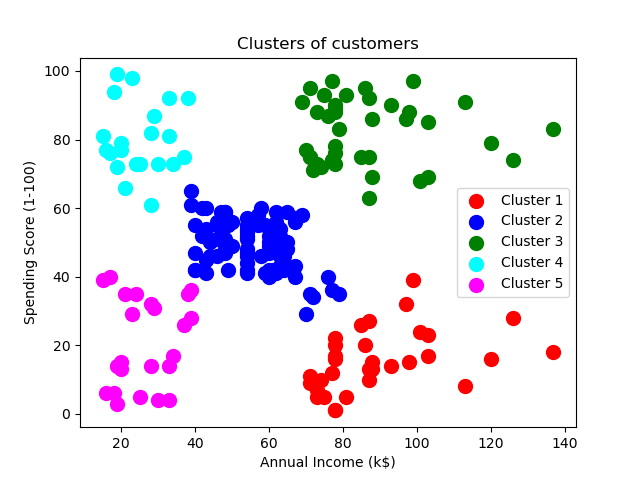 Clusters of customers
Spending Score (1-100)
100
80
60
40
20
0
Cluster 1
Cluster 2
Cluster 3
Cluster 4
Cluster 5
20 40 60 80 100 120 140
Annual Income (k$)